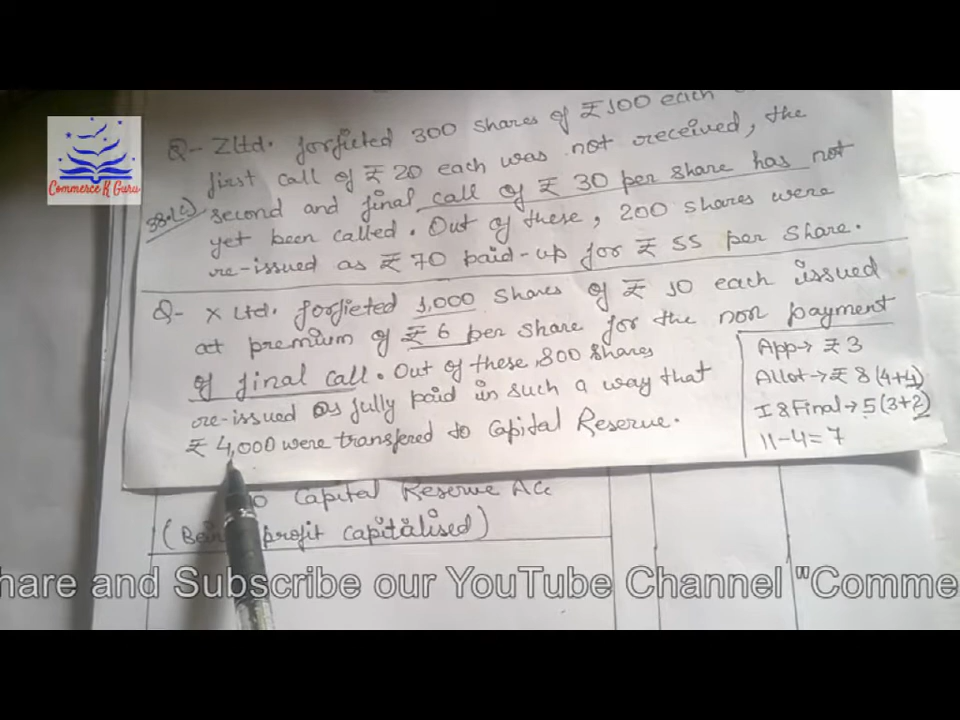 Commerce K Guru
Q- Z Ltd. forfieted 300 shares of ₹100 each
first call of ₹ 20 each was not received, the
second and final call of ₹ 30 per share has not
yet been called. Out of these, 200 shares were
re-issued as ₹ 70 paid-up for ₹ 55 per share.
Q- X Ltd. forfieted 1,000 shares of ₹ 10 each issued
at premium of ₹ 6 per share for the non payment
of final call. Out of these, 800 shares
re-issued as fully paid in such a way that
₹ 4,000 were transfered to Capital Reserve.
App→ ₹ 3
Allot→ ₹ 8 (4+4)
I & Final→ 5 (3+2)
11-4=7
Capital Reserve A/c
profit capitalised)
hare and Subscribe our YouTube Channel "Comme